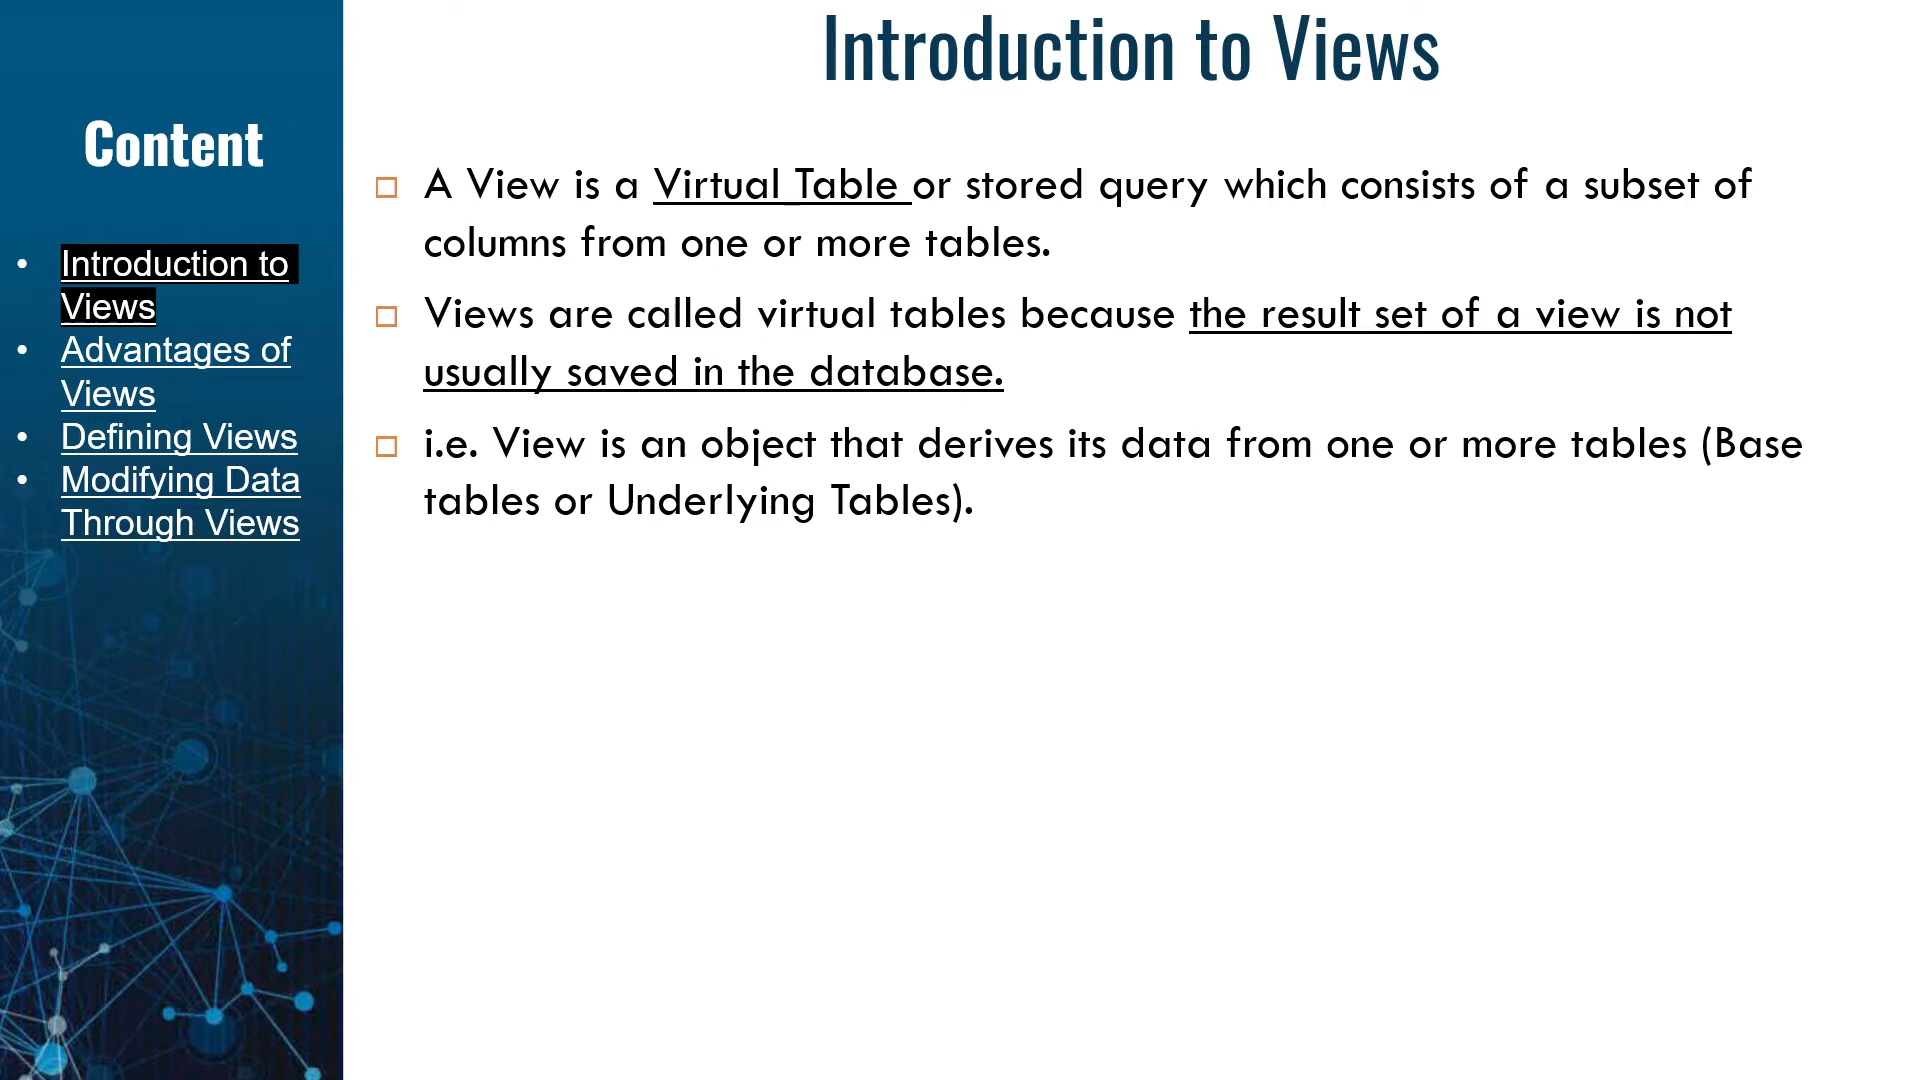 Introduction to Views
Content
• Introduction to
Views
• Advantages of
Views
• Defining Views
• Modifying Data
Through Views
□ A View is a Virtual Table or stored query which consists of a subset of
columns from one or more tables.
□ Views are called virtual tables because the result set of a view is not
usually saved in the database.
□ i.e. View is an object that derives its data from one or more tables (Base
tables or Underlying Tables).